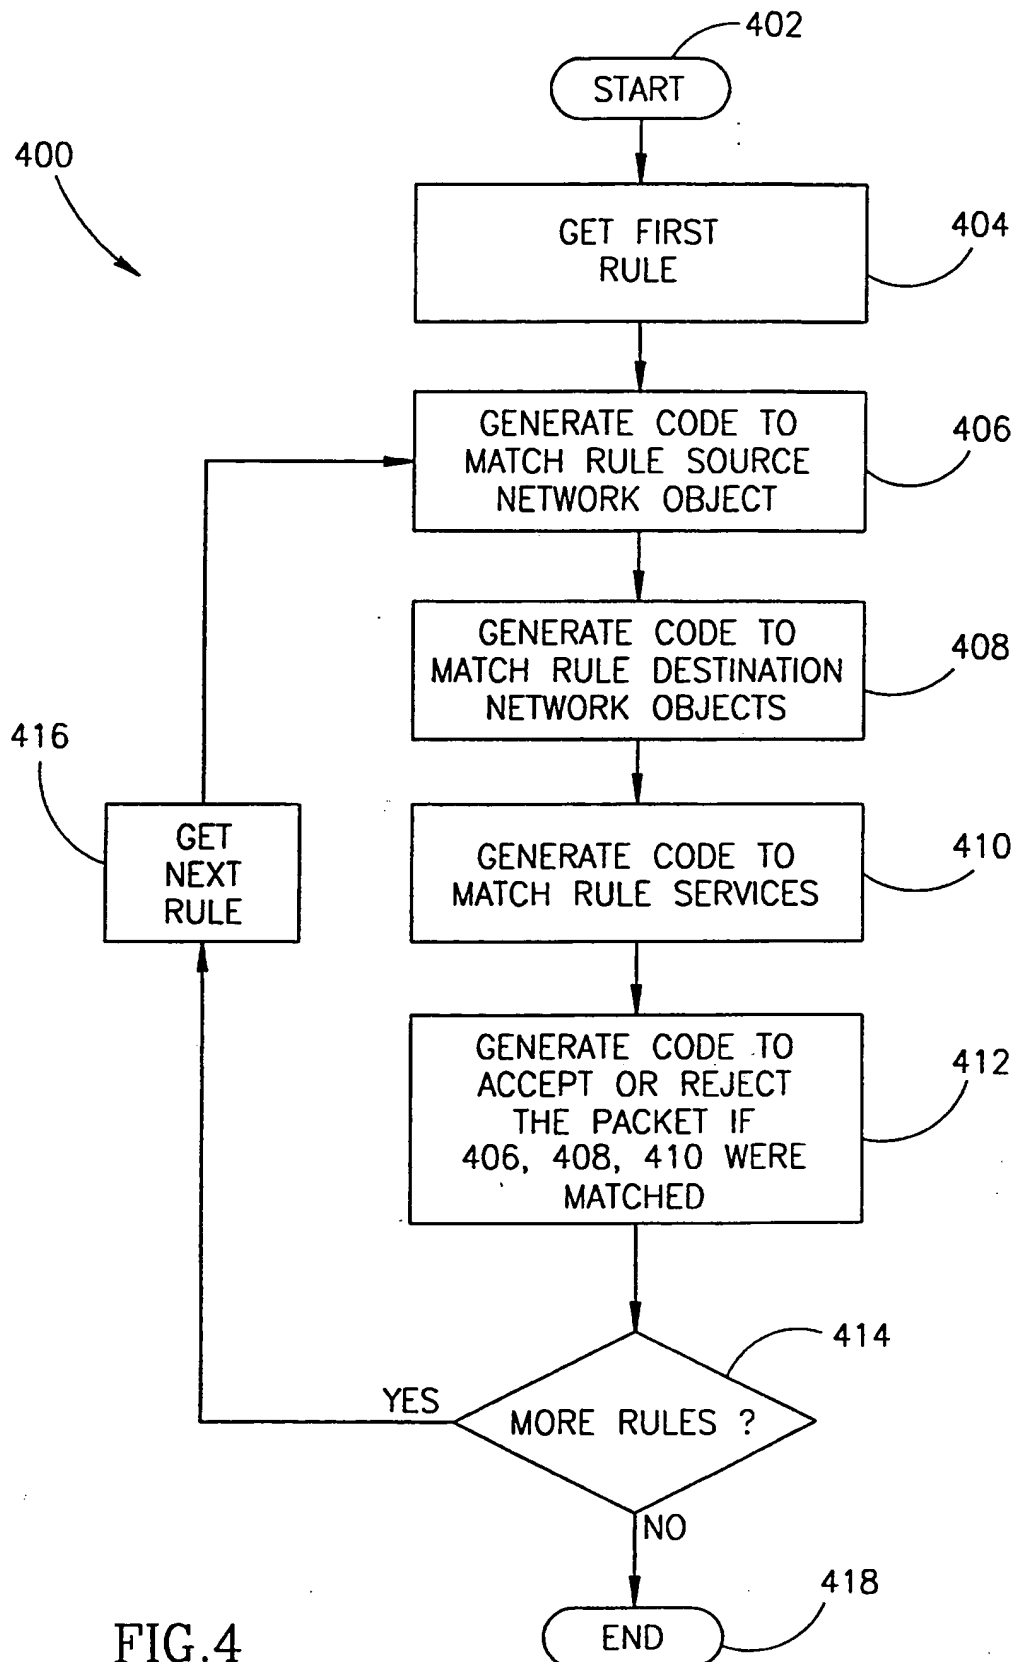 402
START
400
GET FIRST
RULE
404
GENERATE CODE TO
MATCH RULE SOURCE
NETWORK OBJECT
406
GENERATE CODE TO
MATCH RULE DESTINATION
NETWORK OBJECTS
408
416
GET
NEXT
RULE
GENERATE CODE TO
MATCH RULE SERVICES
410
GENERATE CODE TO
ACCEPT OR REJECT
THE PACKET IF
406, 408, 410 WERE
MATCHED
412
414
YES
MORE RULES ?
NO
418
END
FIG.4